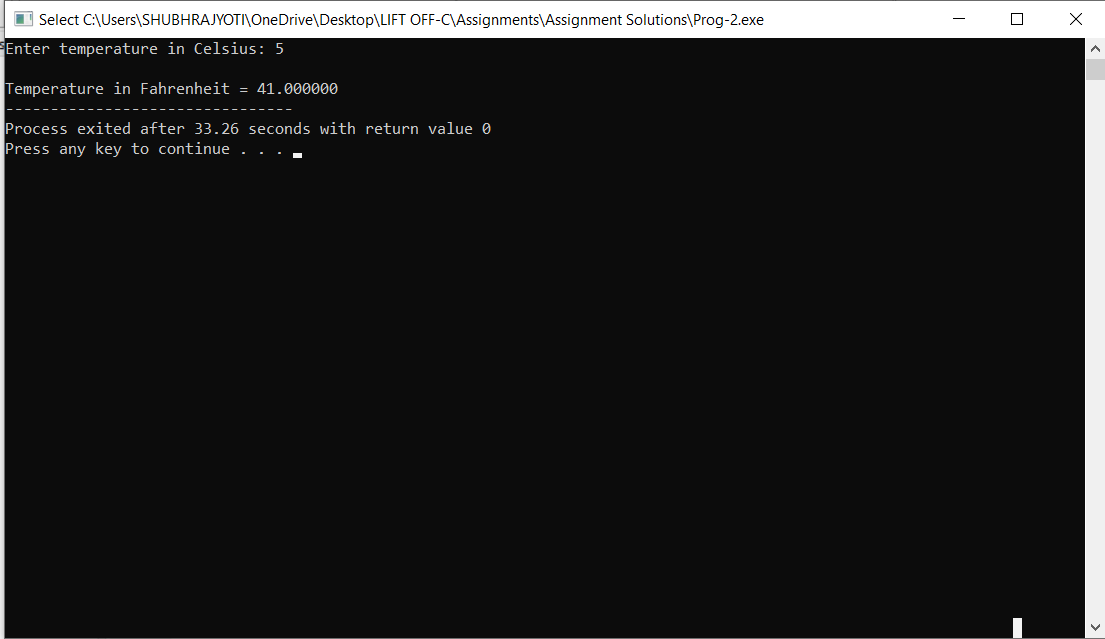 Select C:\Users\SHUBHRAJYOTI\OneDrive\Desktop\LIFT OFF-C\Assignments\Assignment Solutions\Prog-2.exe
Enter temperature in Celsius: 5
Temperature in Fahrenheit = 41.000000
--------------------------------
Process exited after 33.26 seconds with return value 0
Press any key to continue . . .